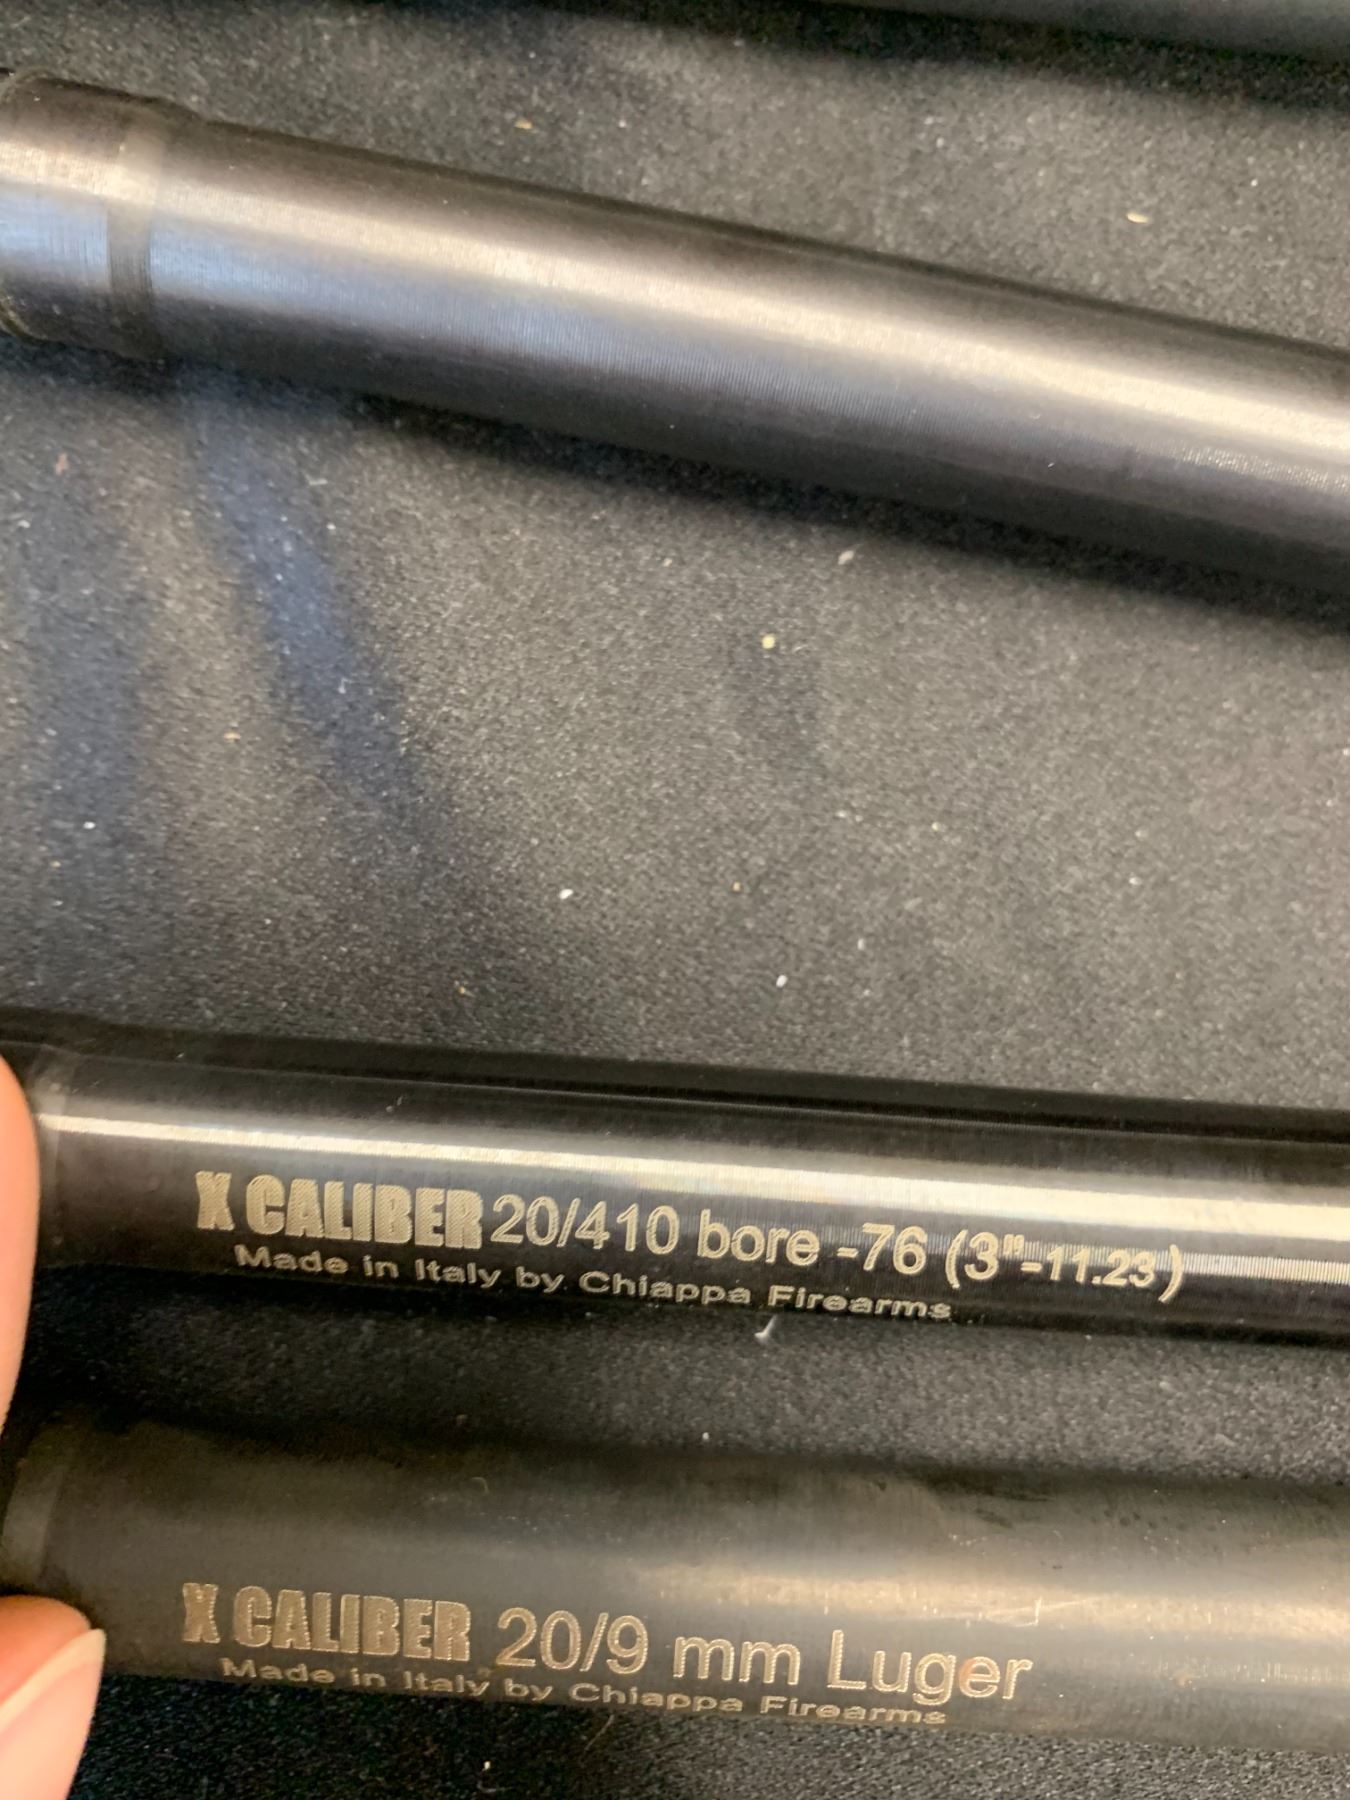 X CALIBER 20/410 bore -76 (3"-11.23)
Made in Italy by Chiappa Firearms
X CALIBER 20/9 mm Luger
Made in Italy by Chiappa Firearms